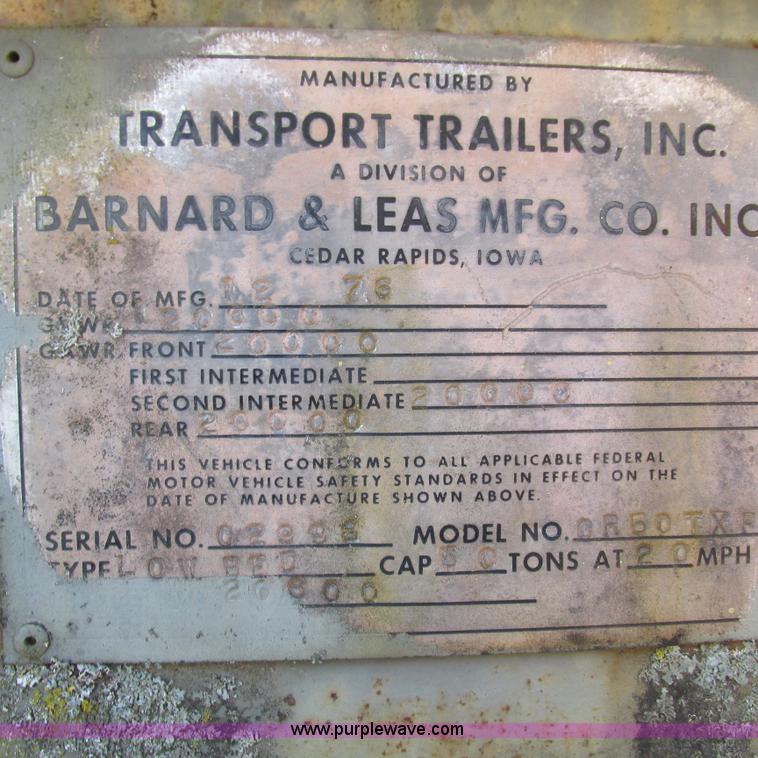 MANUFACTURED BY
TRANSPORT TRAILERS, INC.
A DIVISION OF
BARNARD & LEAS MFG. CO. INC
CEDAR RAPIDS, IOWA
DATE OF MFG. 12 76
GVWR
GAWR FRONT 20000
FIRST INTERMEDIATE
SECOND INTERMEDIATE 20000
REAR 20000
THIS VEHICLE CONFORMS TO ALL APPLICABLE FEDERAL
MOTOR VEHICLE SAFETY STANDARDS IN EFFECT ON THE
DATE OF MANUFACTURE SHOWN ABOVE.
SERIAL NO. MODEL NO.
TYPE LOW BED CAP 50 TONS AT 20 MPH
www.purplewave.com